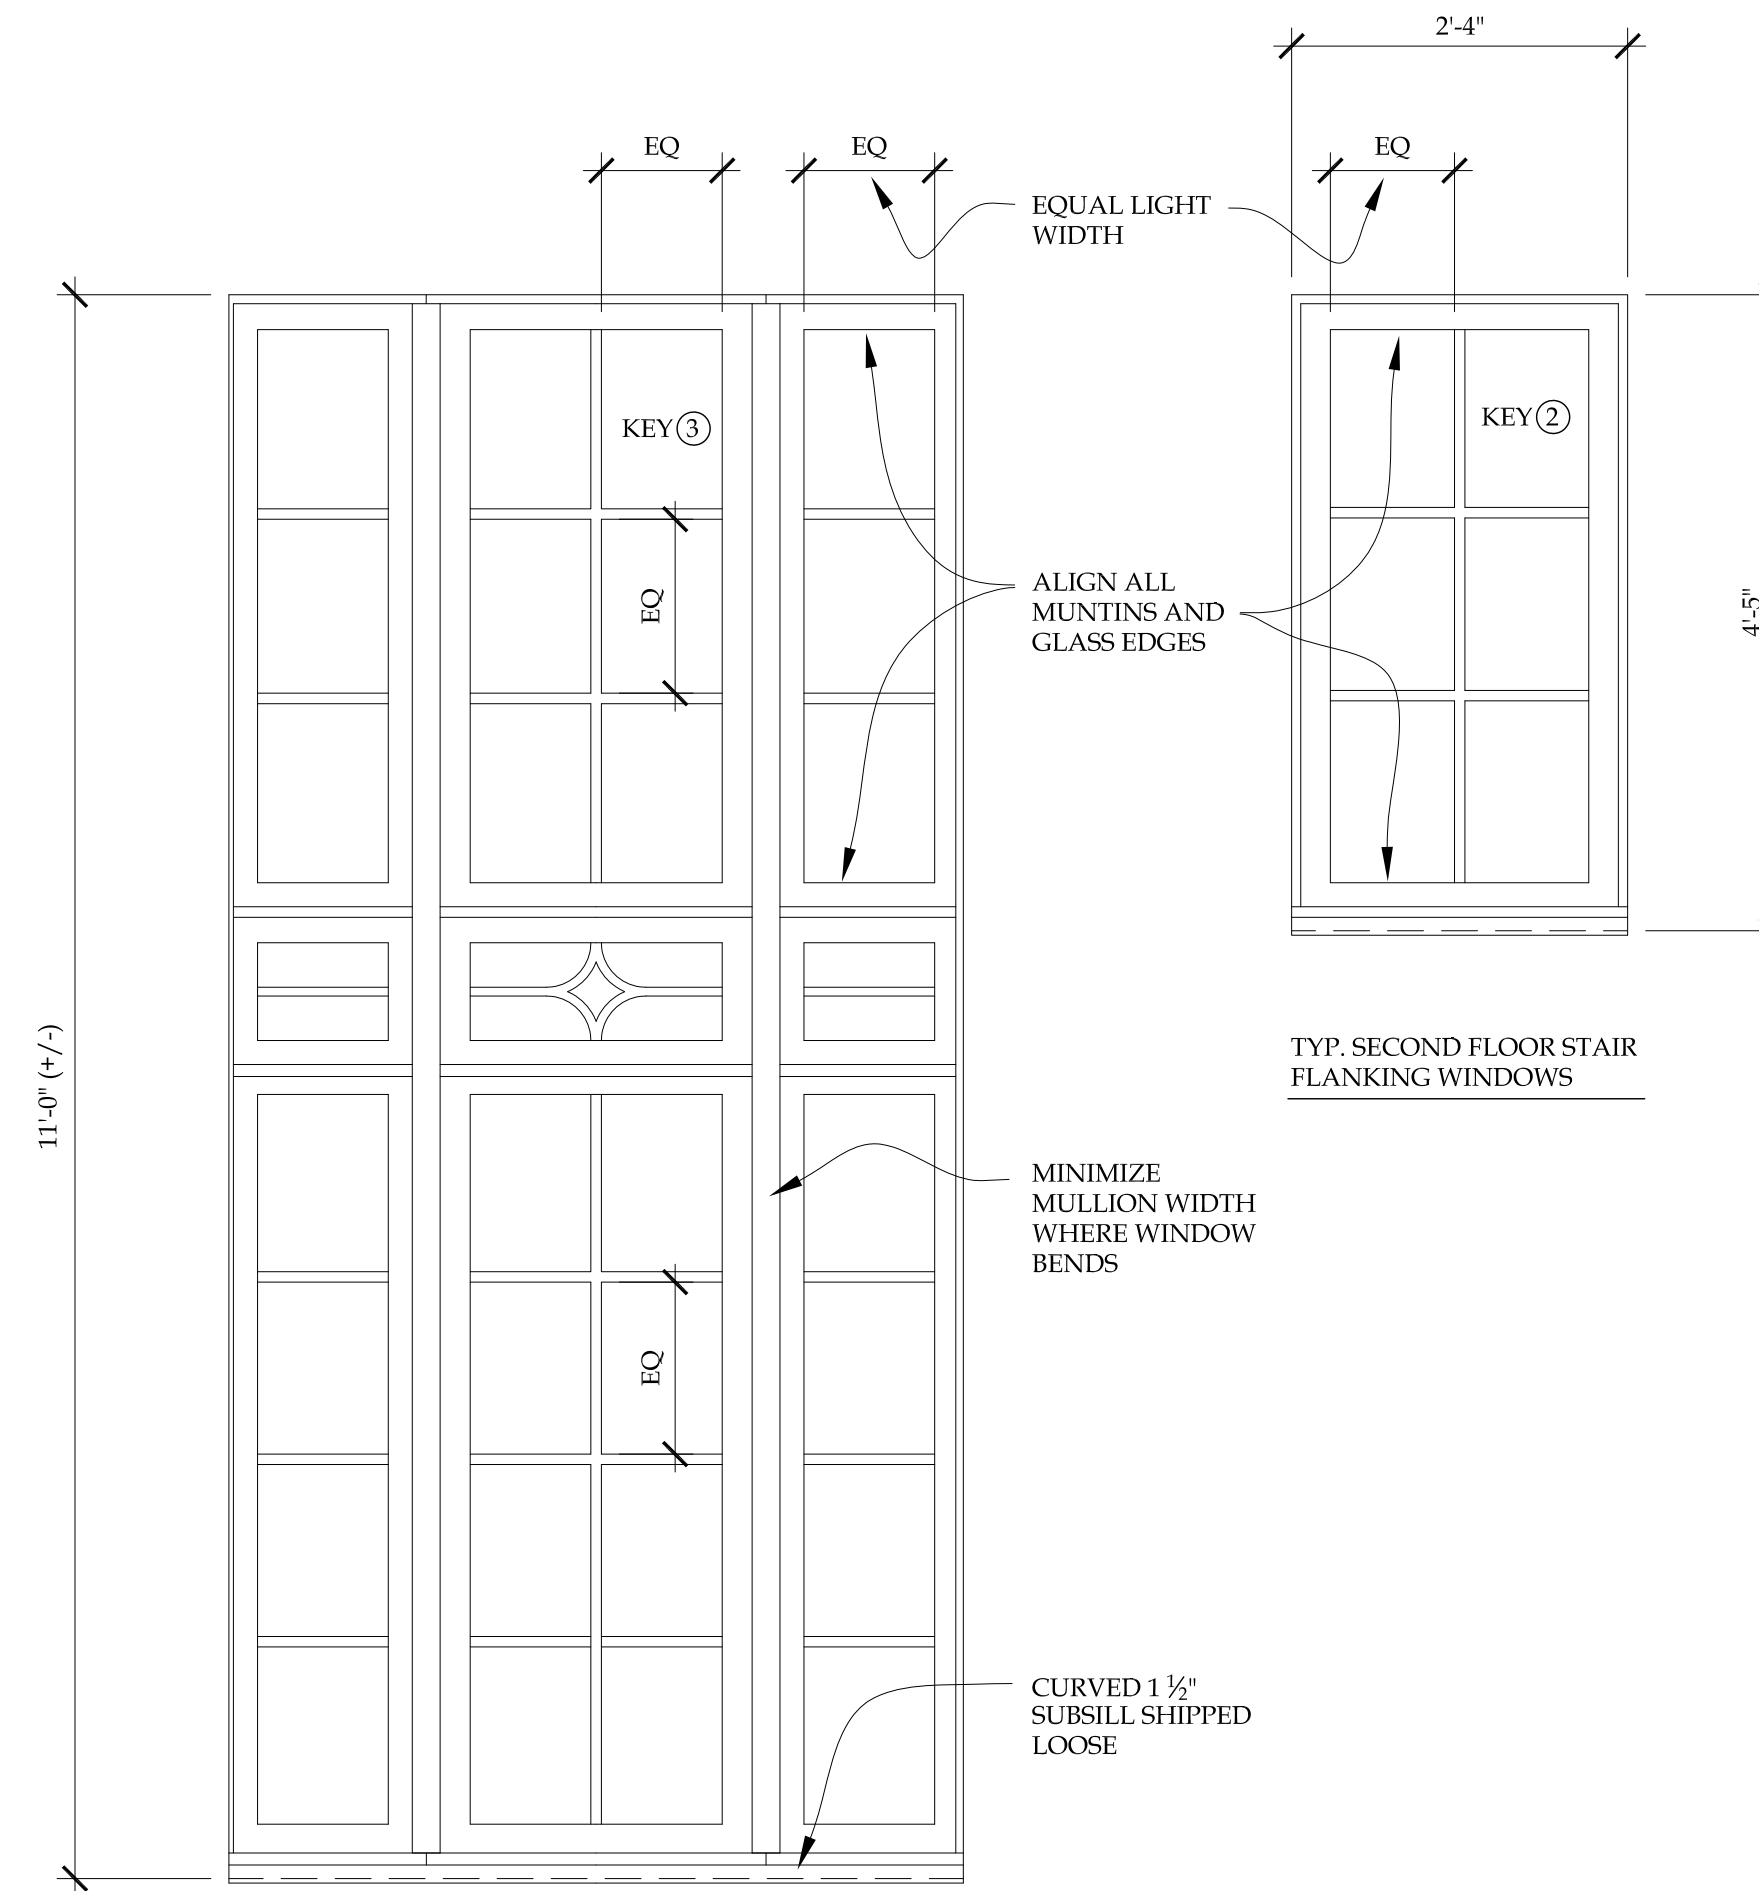 2'-4"
EQ
EQ
EQ
EQUAL LIGHT
WIDTH
KEY 3
KEY 2
EQ
ALIGN ALL
MUNTINS AND
GLASS EDGES
4'-5"
11'-0" (+/-)
TYP. SECOND FLOOR STAIR
FLANKING WINDOWS
MINIMIZE
MULLION WIDTH
WHERE WINDOW
BENDS
EQ
CURVED 1 ½"
SUBSILL SHIPPED
LOOSE